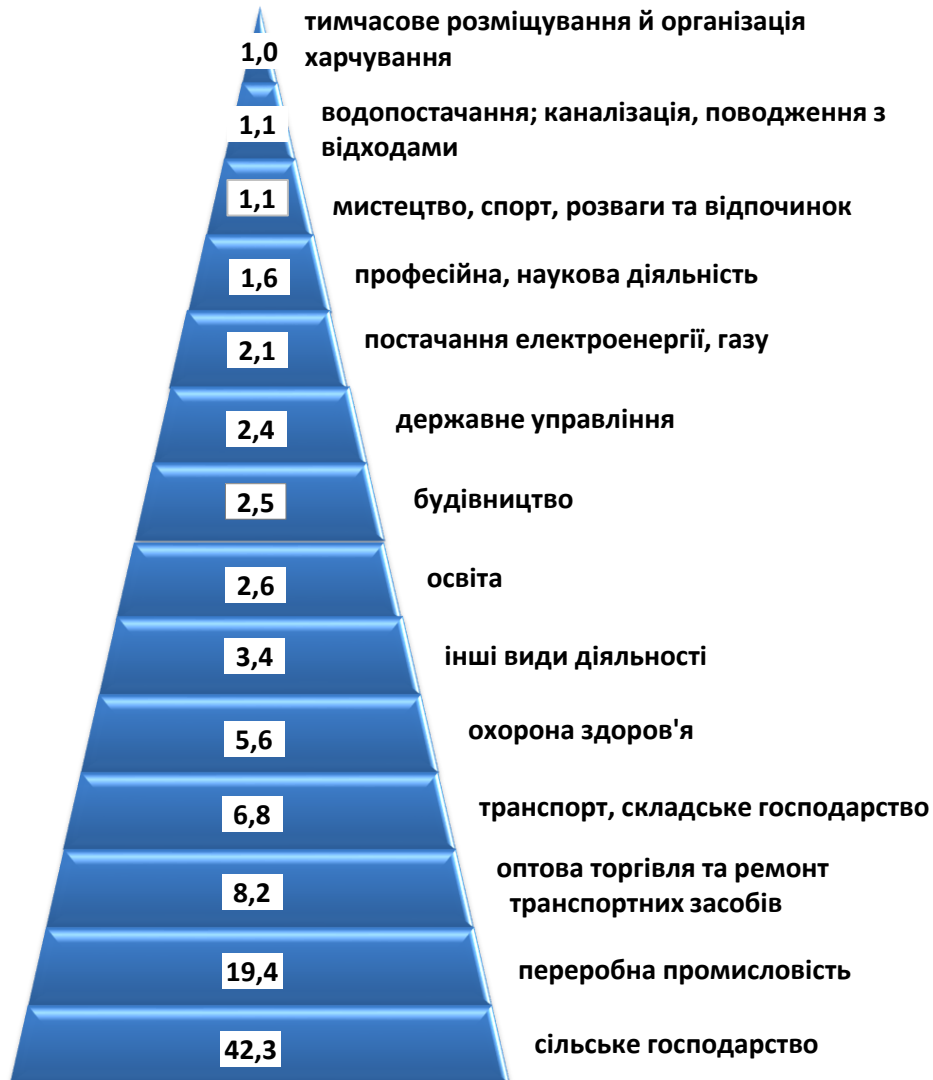 тимчасове розміщування й організація
1,0
харчування
водопостачання; каналізація, поводження з
1,1
відходами
1,1
мистецтво, спорт, розваги та відпочинок
1,6
професійна, наукова діяльність
2,1
постачання електроенергії, газу
2,4
державне управління
2,5
будівництво
2,6
освіта
3,4
інші види діяльності
5,6
охорона здоров'я
6,8
транспорт, складське господарство
8,2
оптова торгівля та ремонт
транспортних засобів
19,4
переробна промисловість
42,3
сільське господарство